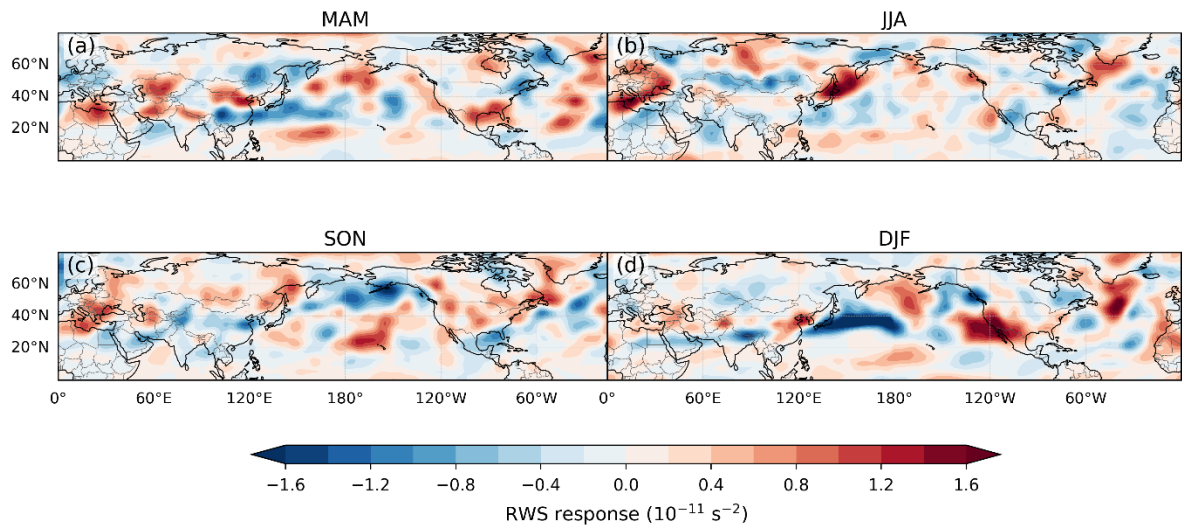 MAM
JJA
(a)
(b)
60°N
40°N
20°N
SON
DJF
(c)
(d)
60°N
40°N
20°N
0° 60°E 120°E 180° 120°W 60°W 0° 60°E 120°E 180° 120°W 60°W
−1.6 −1.2 −0.8 −0.4 0.0 0.4 0.8 1.2 1.6
RWS response (10⁻¹¹ s⁻²)